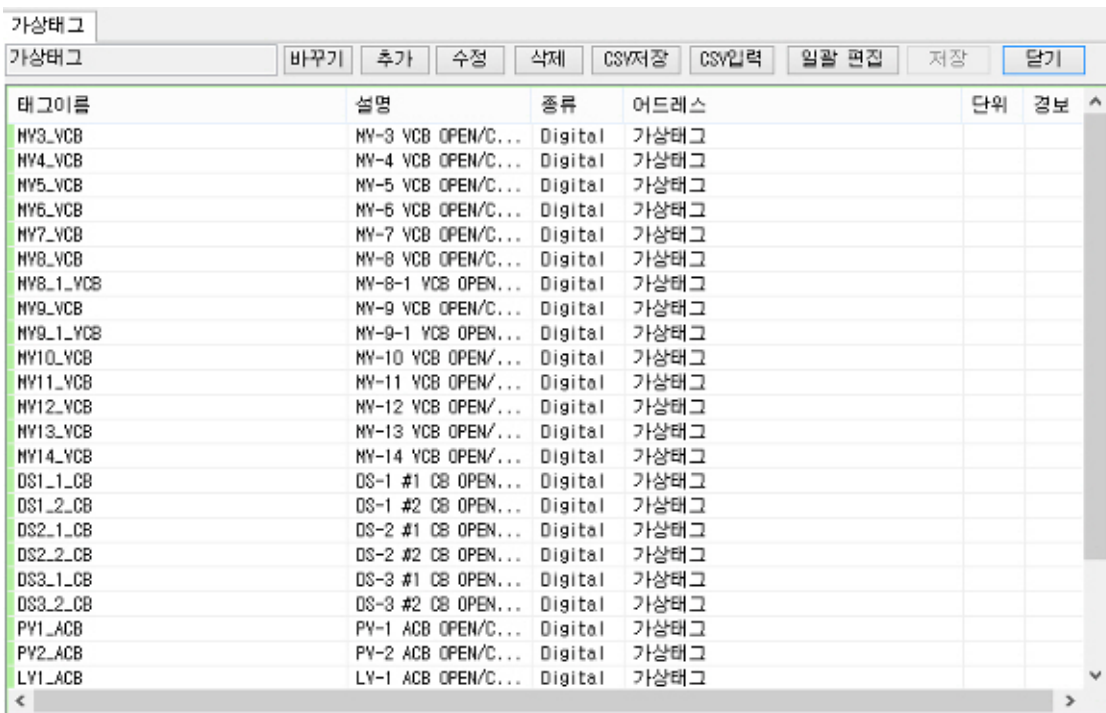 가상태그
가상태그 바꾸기 추가 수정 삭제 CSV저장 CSV입력 일괄 편집 저장 닫기
태그이름 설명 종류 어드레스 단위 경보
MV3_VCB MV-3 VCB OPEN/C... Digital 가상태그
MV4_VCB MV-4 VCB OPEN/C... Digital 가상태그
MV5_VCB MV-5 VCB OPEN/C... Digital 가상태그
MV6_VCB MV-6 VCB OPEN/C... Digital 가상태그
MV7_VCB MV-7 VCB OPEN/C... Digital 가상태그
MV8_VCB MV-8 VCB OPEN/C... Digital 가상태그
MV8_1_VCB MV-8-1 VCB OPEN... Digital 가상태그
MV9_VCB MV-9 VCB OPEN/C... Digital 가상태그
MV9_1_VCB MV-9-1 VCB OPEN... Digital 가상태그
MV10_VCB MV-10 VCB OPEN/... Digital 가상태그
MV11_VCB MV-11 VCB OPEN/... Digital 가상태그
MV12_VCB MV-12 VCB OPEN/... Digital 가상태그
MV13_VCB MV-13 VCB OPEN/... Digital 가상태그
MV14_VCB MV-14 VCB OPEN/... Digital 가상태그
DS1_1_CB DS-1 #1 CB OPEN... Digital 가상태그
DS1_2_CB DS-1 #2 CB OPEN... Digital 가상태그
DS2_1_CB DS-2 #1 CB OPEN... Digital 가상태그
DS2_2_CB DS-2 #2 CB OPEN... Digital 가상태그
DS3_1_CB DS-3 #1 CB OPEN... Digital 가상태그
DS3_2_CB DS-3 #2 CB OPEN... Digital 가상태그
PV1_ACB PV-1 ACB OPEN/C... Digital 가상태그
PV2_ACB PV-2 ACB OPEN/C... Digital 가상태그
LV1_ACB LV-1 ACB OPEN/C... Digital 가상태그